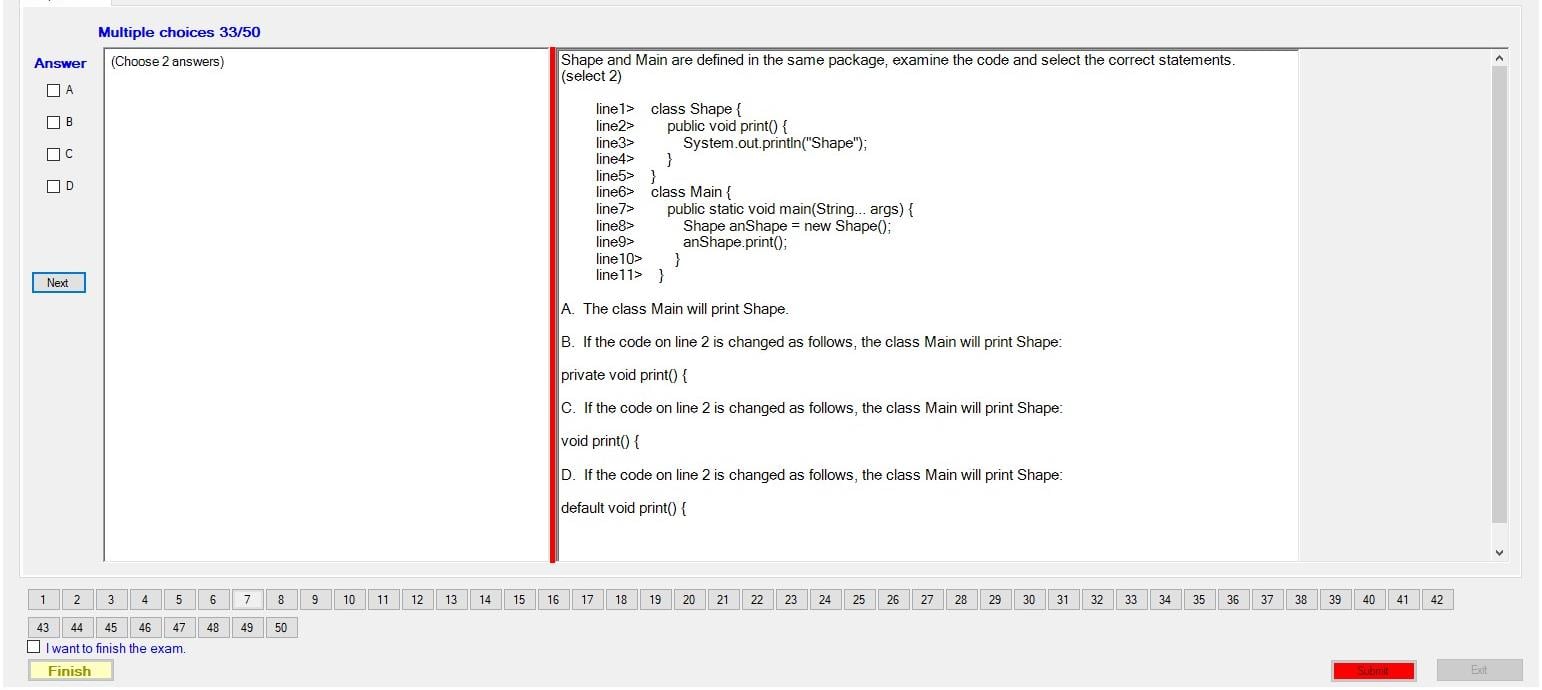 Multiple choices 33/50
Answer
(Choose 2 answers)
A
B
C
D
Next
Shape and Main are defined in the same package, examine the code and select the correct statements.
(select 2)
line1> class Shape {
line2> public void print() {
line3> System.out.println("Shape");
line4> }
line5> }
line6> class Main {
line7> public static void main(String... args) {
line8> Shape anShape = new Shape();
line9> anShape.print();
line10> }
line11> }
A. The class Main will print Shape.
B. If the code on line 2 is changed as follows, the class Main will print Shape:
private void print() {
C. If the code on line 2 is changed as follows, the class Main will print Shape:
void print() {
D. If the code on line 2 is changed as follows, the class Main will print Shape:
default void print() {
1 2 3 4 5 6 7 8 9 10 11 12 13 14 15 16 17 18 19 20 21 22 23 24 25 26 27 28 29 30 31 32 33 34 35 36 37 38 39 40 41 42
43 44 45 46 47 48 49 50
I want to finish the exam.
Finish
Submit
Exit